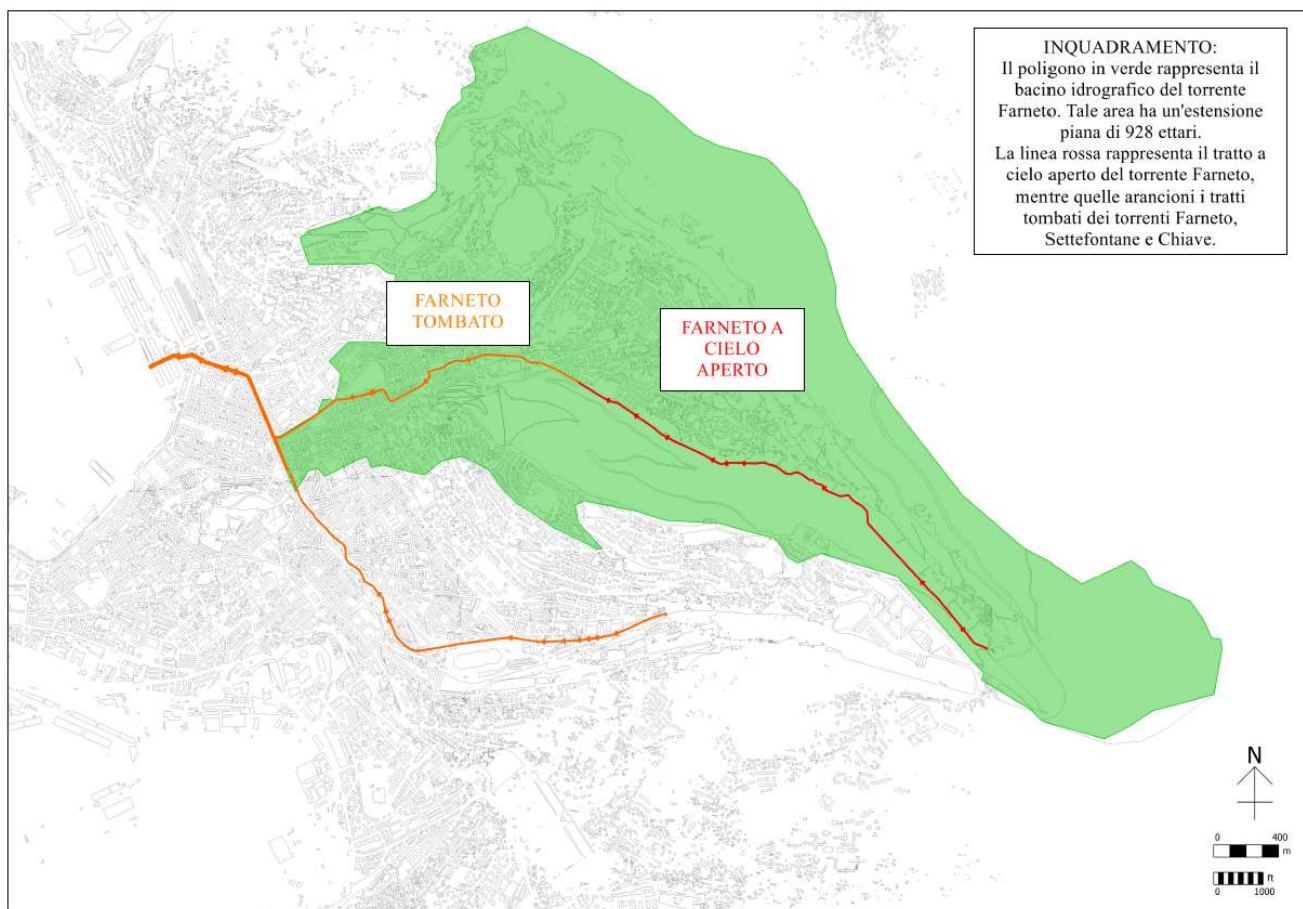 INQUADRAMENTO:
Il poligono in verde rappresenta il
bacino idrografico del torrente
Farneto. Tale area ha un'estensione
piana di 928 ettari.
La linea rossa rappresenta il tratto a
cielo aperto del torrente Farneto,
mentre quelle arancioni i tratti
tombati dei torrenti Farneto,
Settefontane e Chiave.
FARNETO
TOMBATO
FARNETO A
CIELO
APERTO
N
0 400
m
ft
0 1000